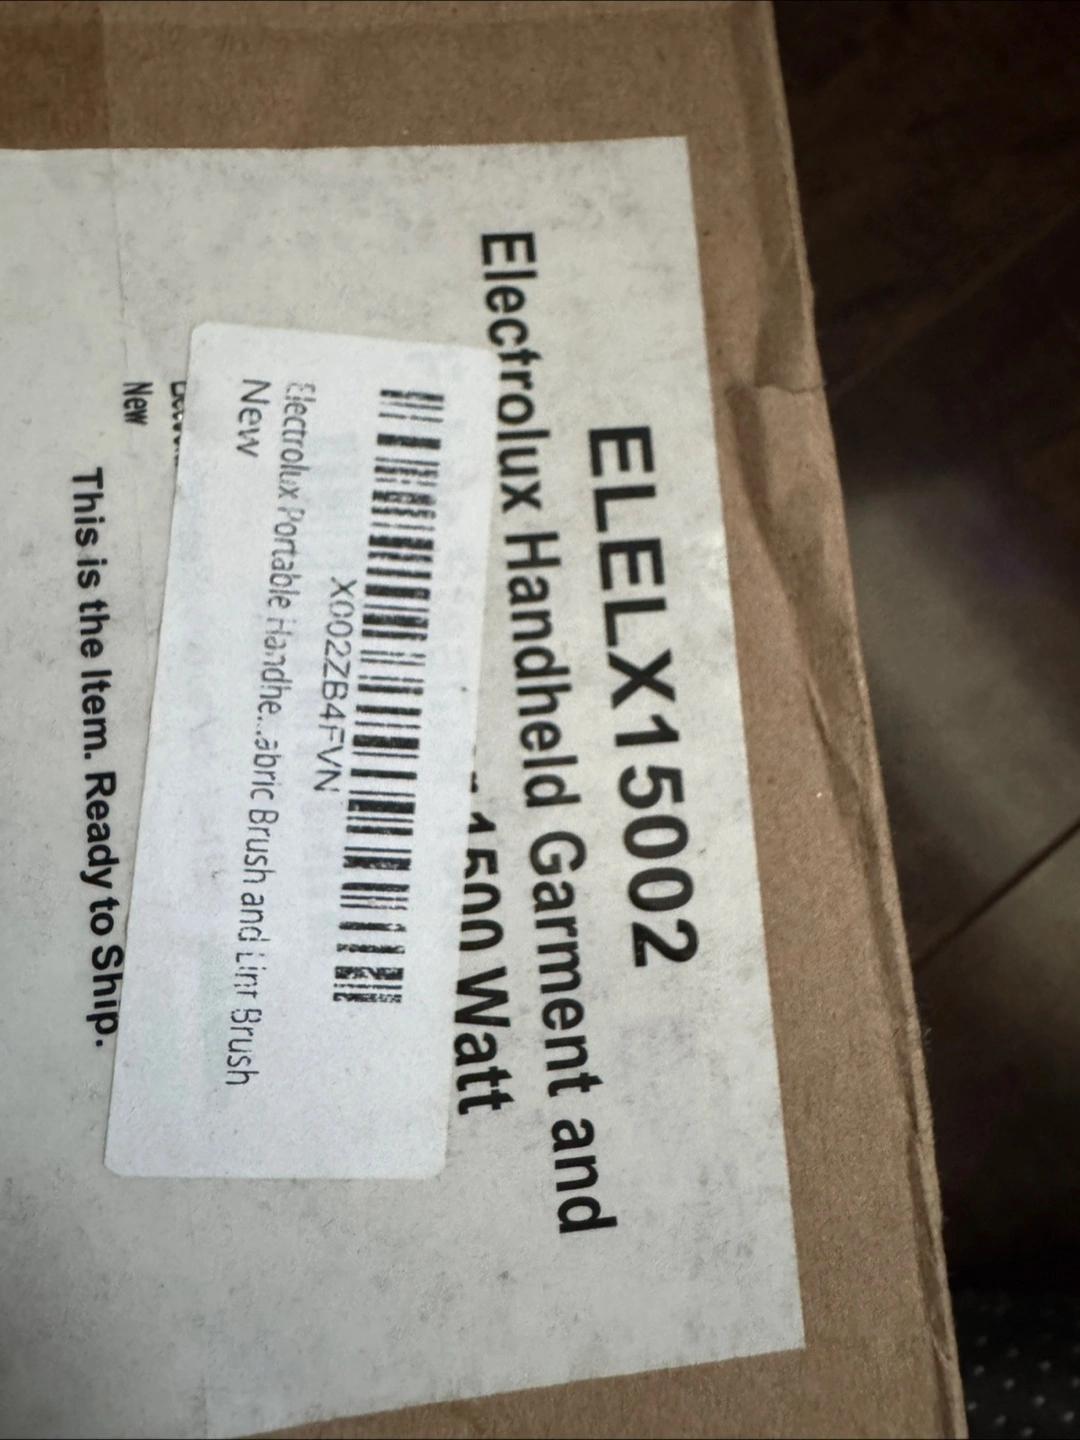 ELELX15002
Electrolux Handheld Garment and
1500 Watt
X002ZB4FVN
Electrolux Portable Handhe...abric Brush and Lint Brush
New
New
This is the Item. Ready to Ship.